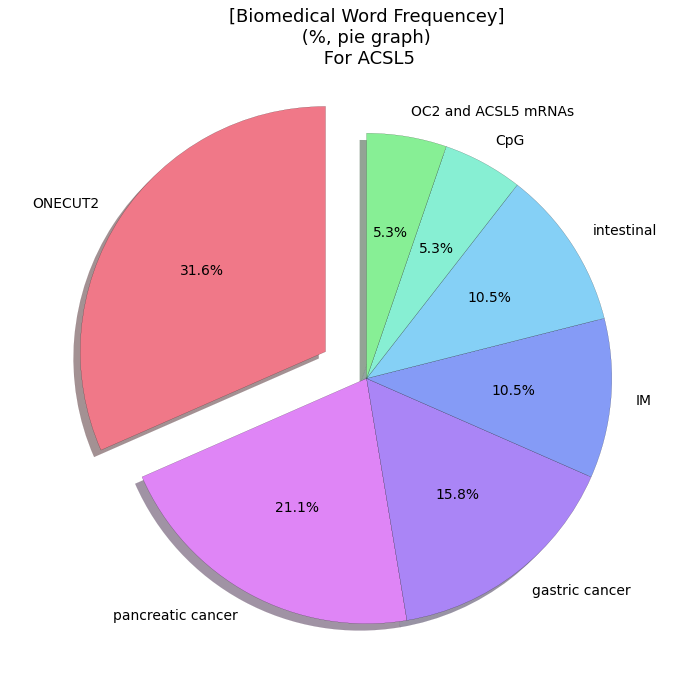 [Biomedical Word Frequencey]
(%, pie graph)
For ACSL5
OC2 and ACSL5 mRNAs
CpG
ONECUT2
intestinal
5.3%
5.3%
31.6%
10.5%
10.5%
IM
15.8%
21.1%
gastric cancer
pancreatic cancer